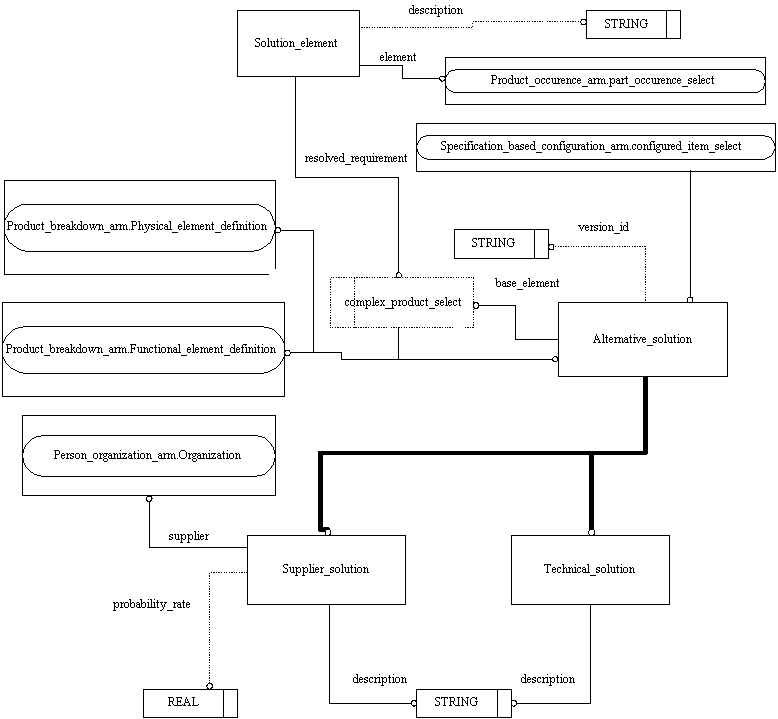 description
Solution_element
STRING
element
Product_occurence_arm.part_occurence_select
Specification_based_configuration_arm.configured_item_select
resolved_requirement
Product_breakdown_arm.Physical_element_definition
version_id
STRING
base_element
complex_product_select
Alternative_solution
Product_breakdown_arm.Functional_element_definition
Person_organization_arm.Organization
supplier
Supplier_solution
Technical_solution
probability_rate
description
description
REAL
STRING